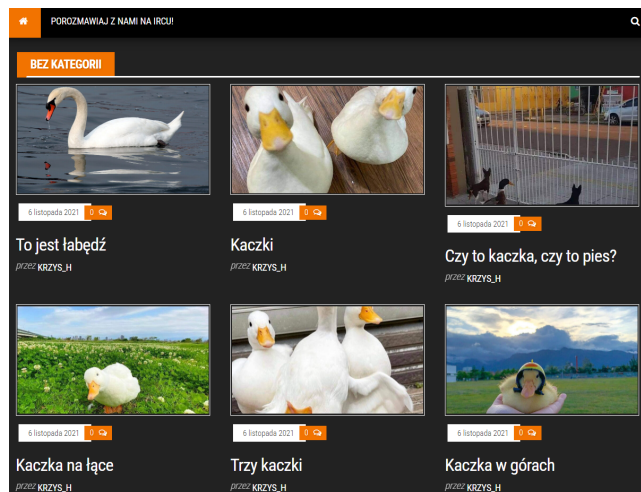 POROZMAWIAJ Z NAMI NA IRCU!
BEZ KATEGORII
6 listopada 2021 0
To jest łabędź
przez KRZYS_H
6 listopada 2021 0
Kaczki
przez KRZYS_H
6 listopada 2021 0
Czy to kaczka, czy to pies?
przez KRZYS_H
6 listopada 2021 0
Kaczka na łące
przez KRZYS_H
6 listopada 2021 0
Trzy kaczki
przez KRZYS_H
6 listopada 2021 0
Kaczka w górach
przez KRZYS_H